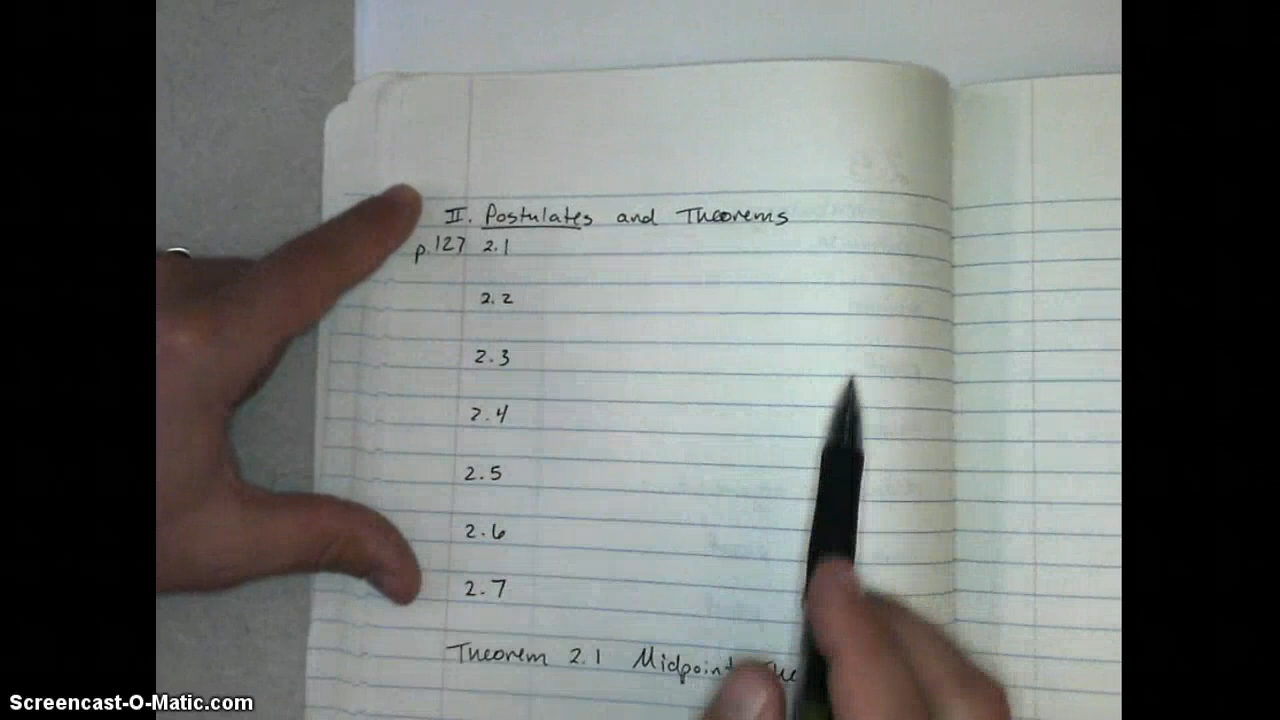 II. Postulates and Theorems
p.127 2.1
2.2
2.3
2.4
2.5
2.6
2.7
Theorem 2.1 Midpoint
Screencast-O-Matic.com